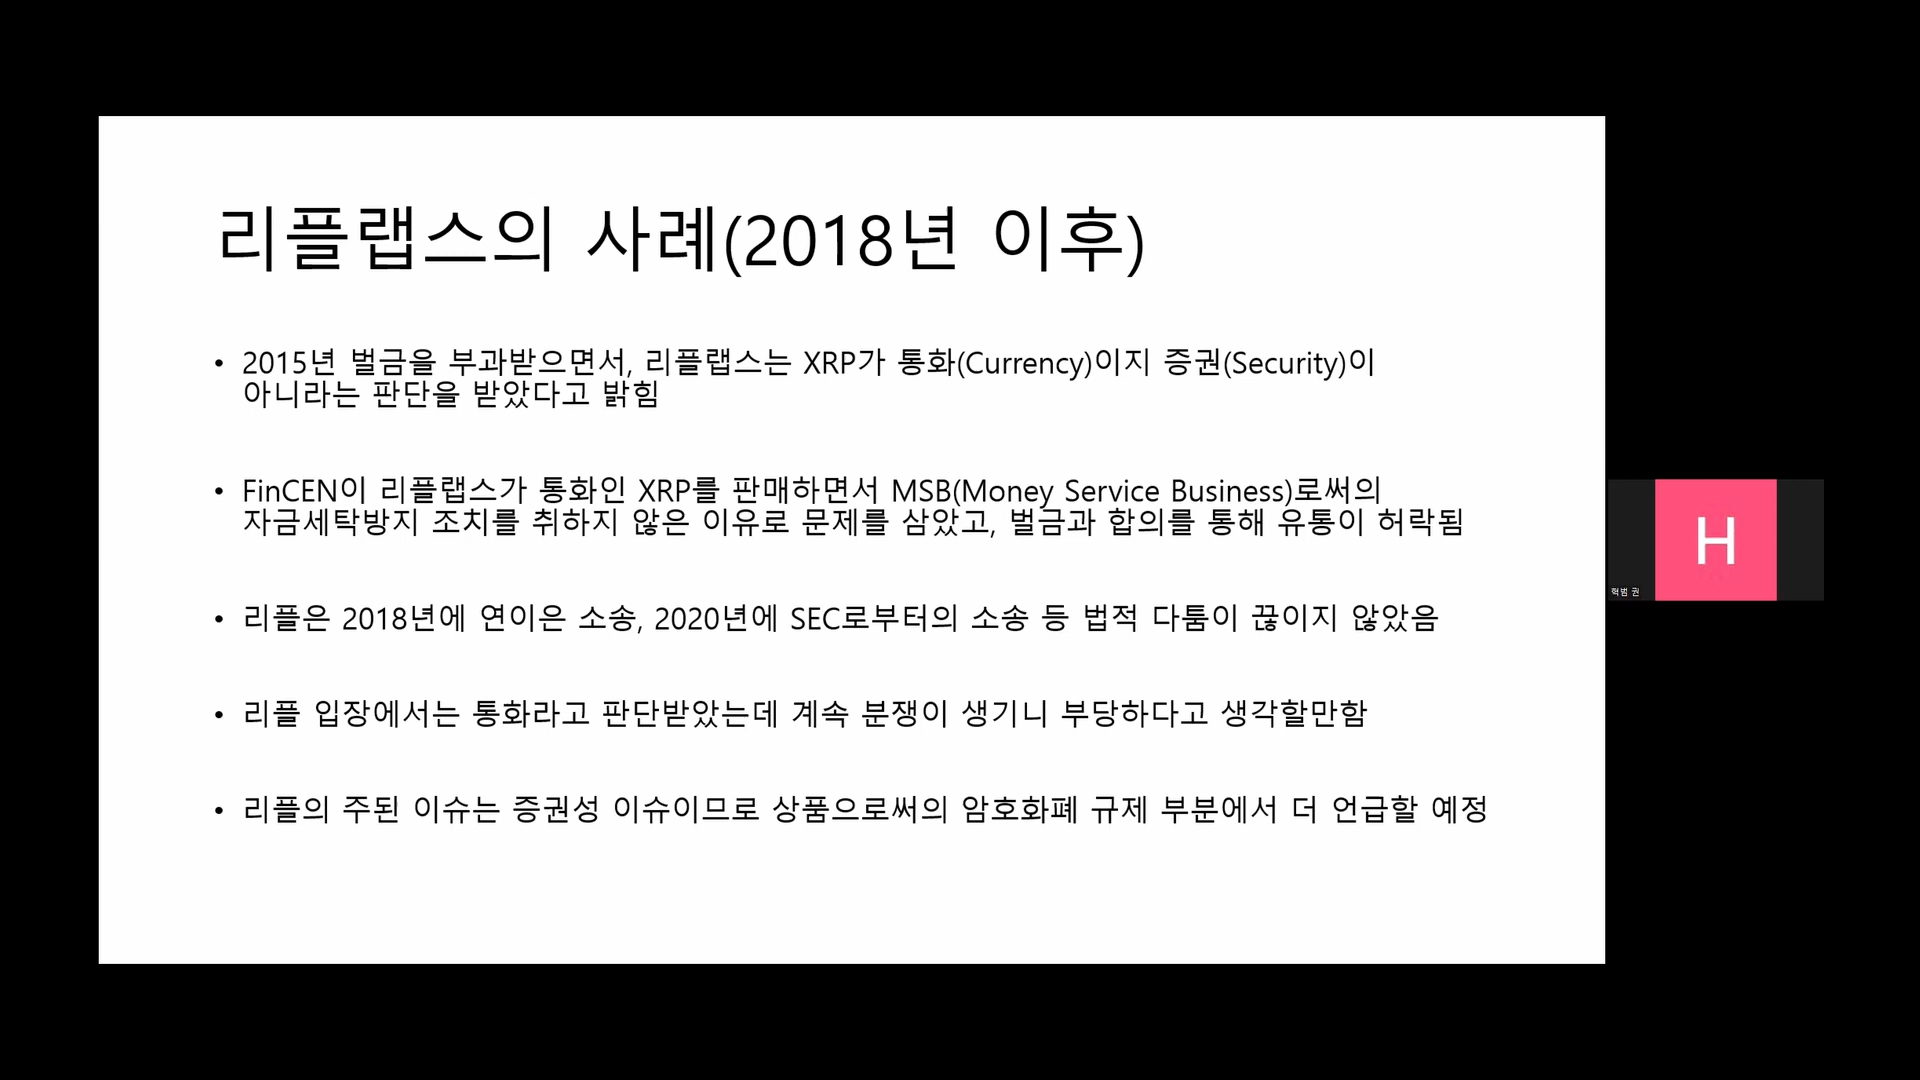 리플랩스의 사례(2018년 이후)
• 2015년 벌금을 부과받으면서, 리플랩스는 XRP가 통화(Currency)이지 증권(Security)이
아니라는 판단을 받았다고 밝힘
• FinCEN이 리플랩스가 통화인 XRP를 판매하면서 MSB(Money Service Business)로써의
자금세탁방지 조치를 취하지 않은 이유로 문제를 삼았고, 벌금과 합의를 통해 유통이 허락됨
• 리플은 2018년에 연이은 소송, 2020년에 SEC로부터의 소송 등 법적 다툼이 끊이지 않았음
• 리플 입장에서는 통화라고 판단받았는데 계속 분쟁이 생기니 부당하다고 생각할만함
• 리플의 주된 이슈는 증권성 이슈이므로 상품으로써의 암호화폐 규제 부분에서 더 언급할 예정
H
혁범 권